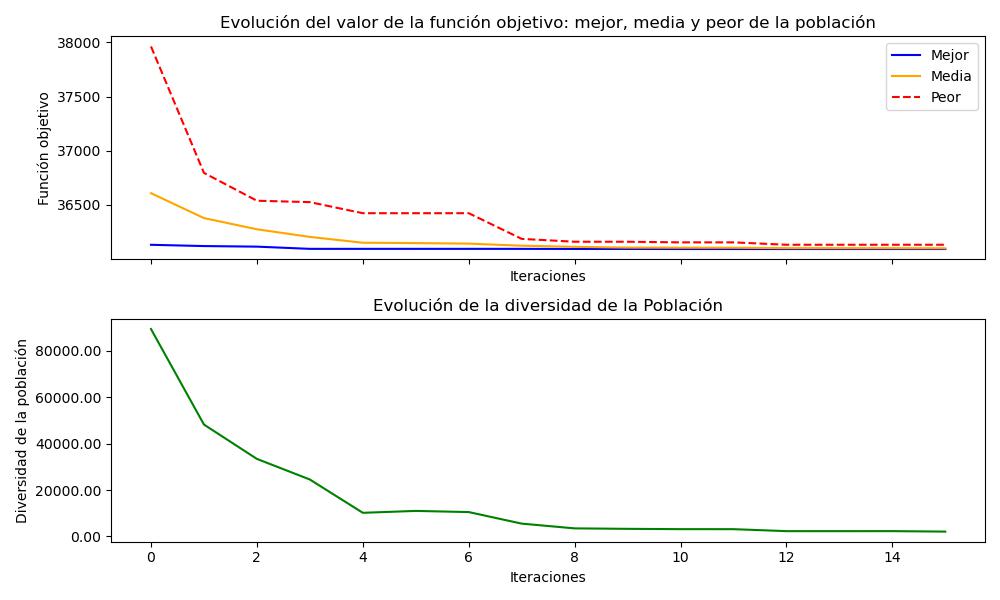 Evolución del valor de la función objetivo: mejor, media y peor de la población
38000
37500
37000
36500
Función objetivo
Mejor
Media
Peor
Iteraciones
Evolución de la diversidad de la Población
80000.00
60000.00
40000.00
20000.00
0.00
Diversidad de la población
0 2 4 6 8 10 12 14
Iteraciones